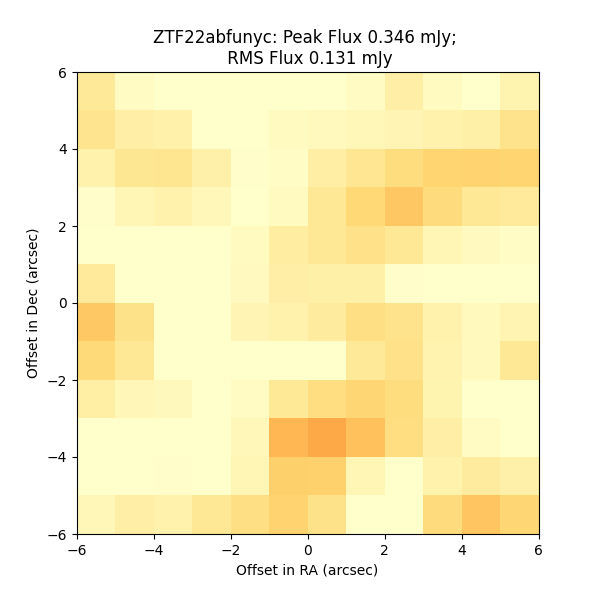 ZTF22abfunyc: Peak Flux 0.346 mJy;
RMS Flux 0.131 mJy
6
4
2
0
−2
−4
−6
Offset in Dec (arcsec)
−6 −4 −2 0 2 4 6
Offset in RA (arcsec)